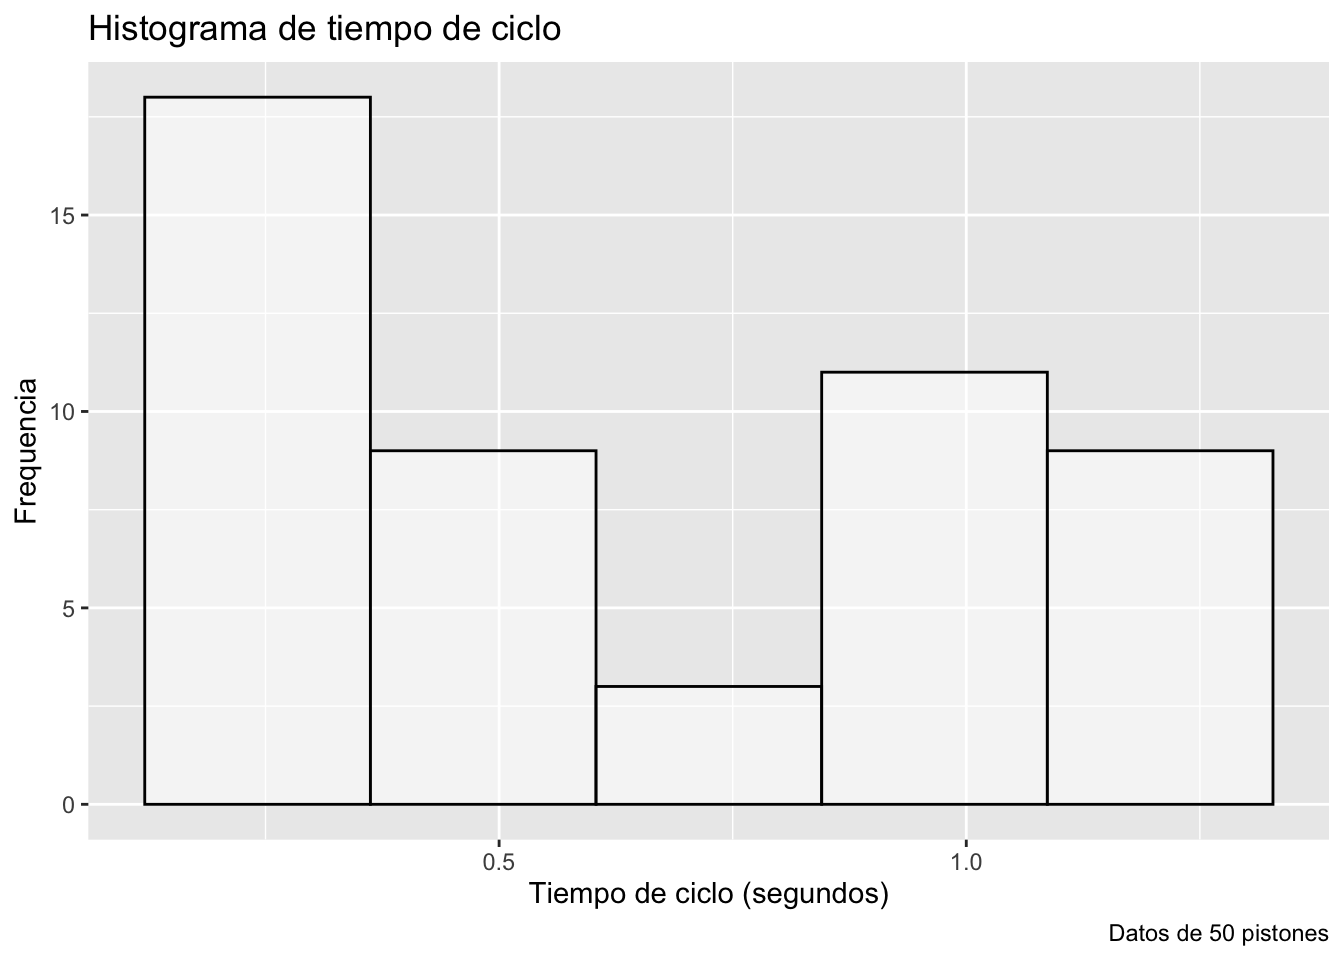 Histograma de tiempo de ciclo
Frequencia
15
10
5
0
0.5
1.0
Tiempo de ciclo (segundos)
Datos de 50 pistones